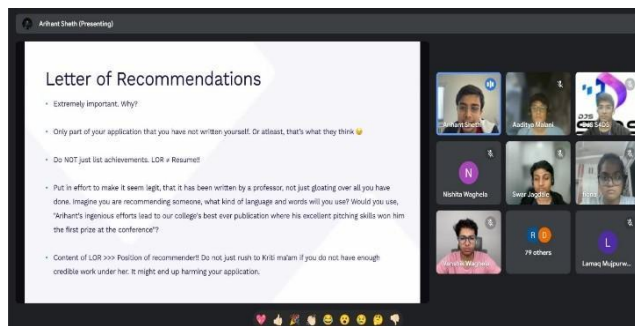 Arihant Sheth (Presenting)
Letter of Recommendations
• Extremely important. Why?
• Only part of your application that you have not written yourself. Or atleast, that's what they think 😉
• Do NOT just list achievements. LOR ≠ Resume!!
• Put in effort to make it seem legit, that it has been written by a professor, not just gloating over all you have
done. Imagine you are recommending someone, what kind of language and words will you use? Would you use,
"Arihant's ingenious efforts lead to our college's best ever publication where his excellent pitching skills won him
the first prize at the conference"?
• Content of LOR >>> Position of recommender!! Do not just rush to Kriti ma'am if you do not have enough
credible work under her. It might end up harming your application.
Arihant Sheth
Aaditya Malani
DJS S4DS
N
Nishita Waghela
Swar Jagdale
R D
79 others
L
Lamaq Mujpurw...